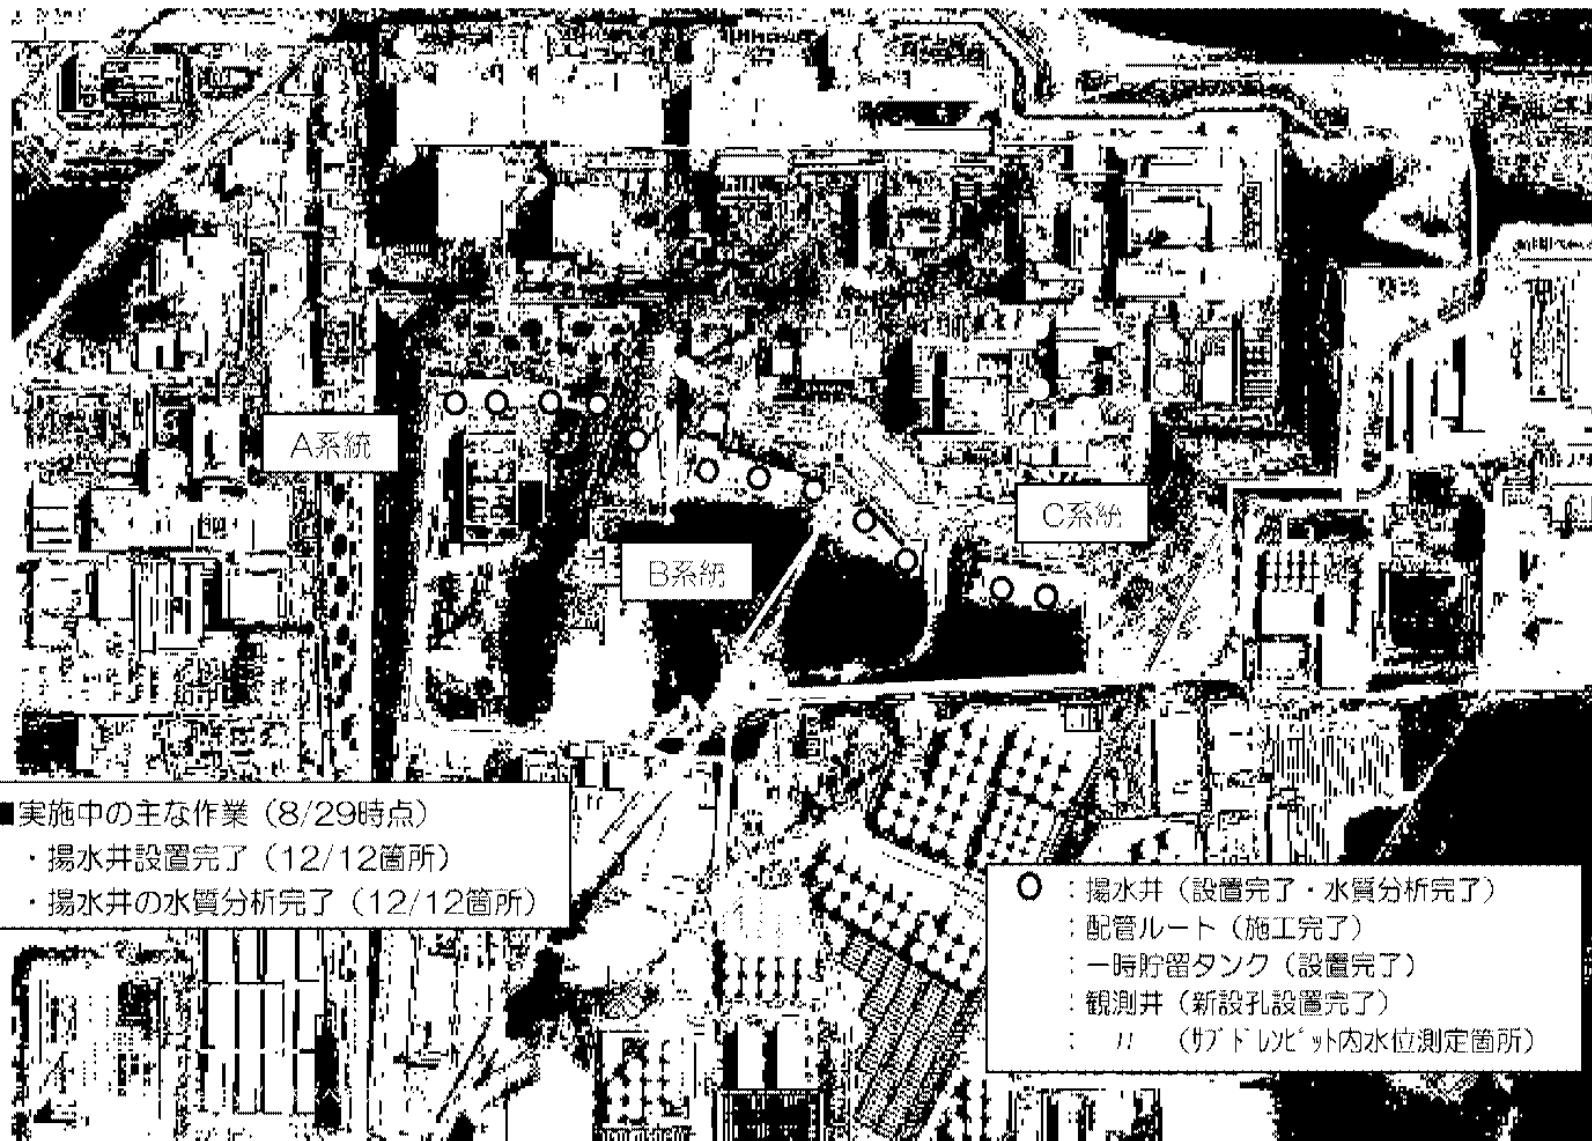 A系統
B系統
C系統
■実施中の主な作業（8/29時点）
・揚水井設置完了（12/12箇所）
・揚水井の水質分析完了（12/12箇所）
：揚水井（設置完了・水質分析完了）
：配管ルート（施工完了）
：一時貯留タンク（設置完了）
：観測井（新設孔設置完了）
：〃（ｻﾌﾞﾄﾞﾚﾝﾋﾟｯﾄ内水位測定箇所）